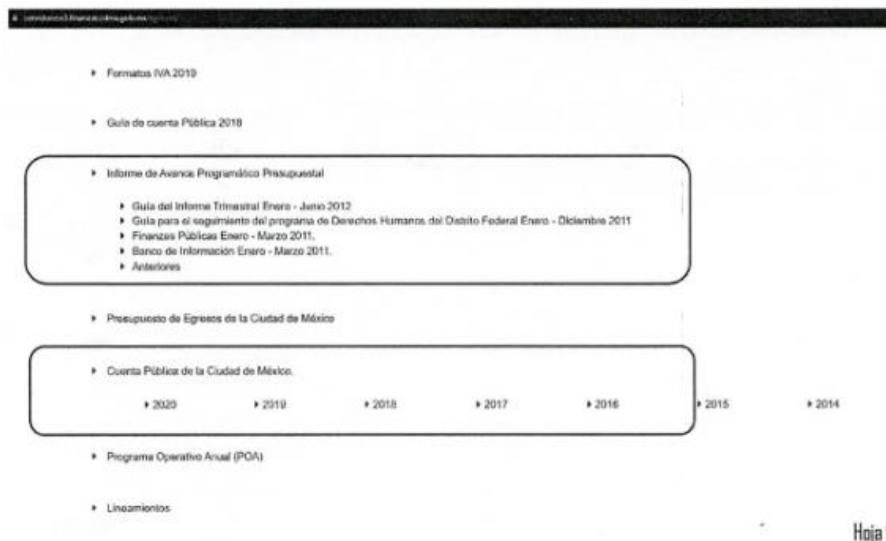 Formatos IVA 2019
Guía de cuenta Pública 2018
Informe de Avance Programático Presupuestal
Guía del Informe Trimestral Enero - Junio 2012
Guía para el seguimiento del programa de Derechos Humanos del Distrito Federal Enero - Diciembre 2011
Finanzas Públicas Enero - Marzo 2011.
Banco de Información Enero - Marzo 2011.
Anteriores
Presupuesto de Egresos de la Ciudad de México
Cuenta Pública de la Ciudad de México.
2020 2019 2018 2017 2016 2015 2014
Programa Operativo Anual (POA)
Lineamientos
Hoja